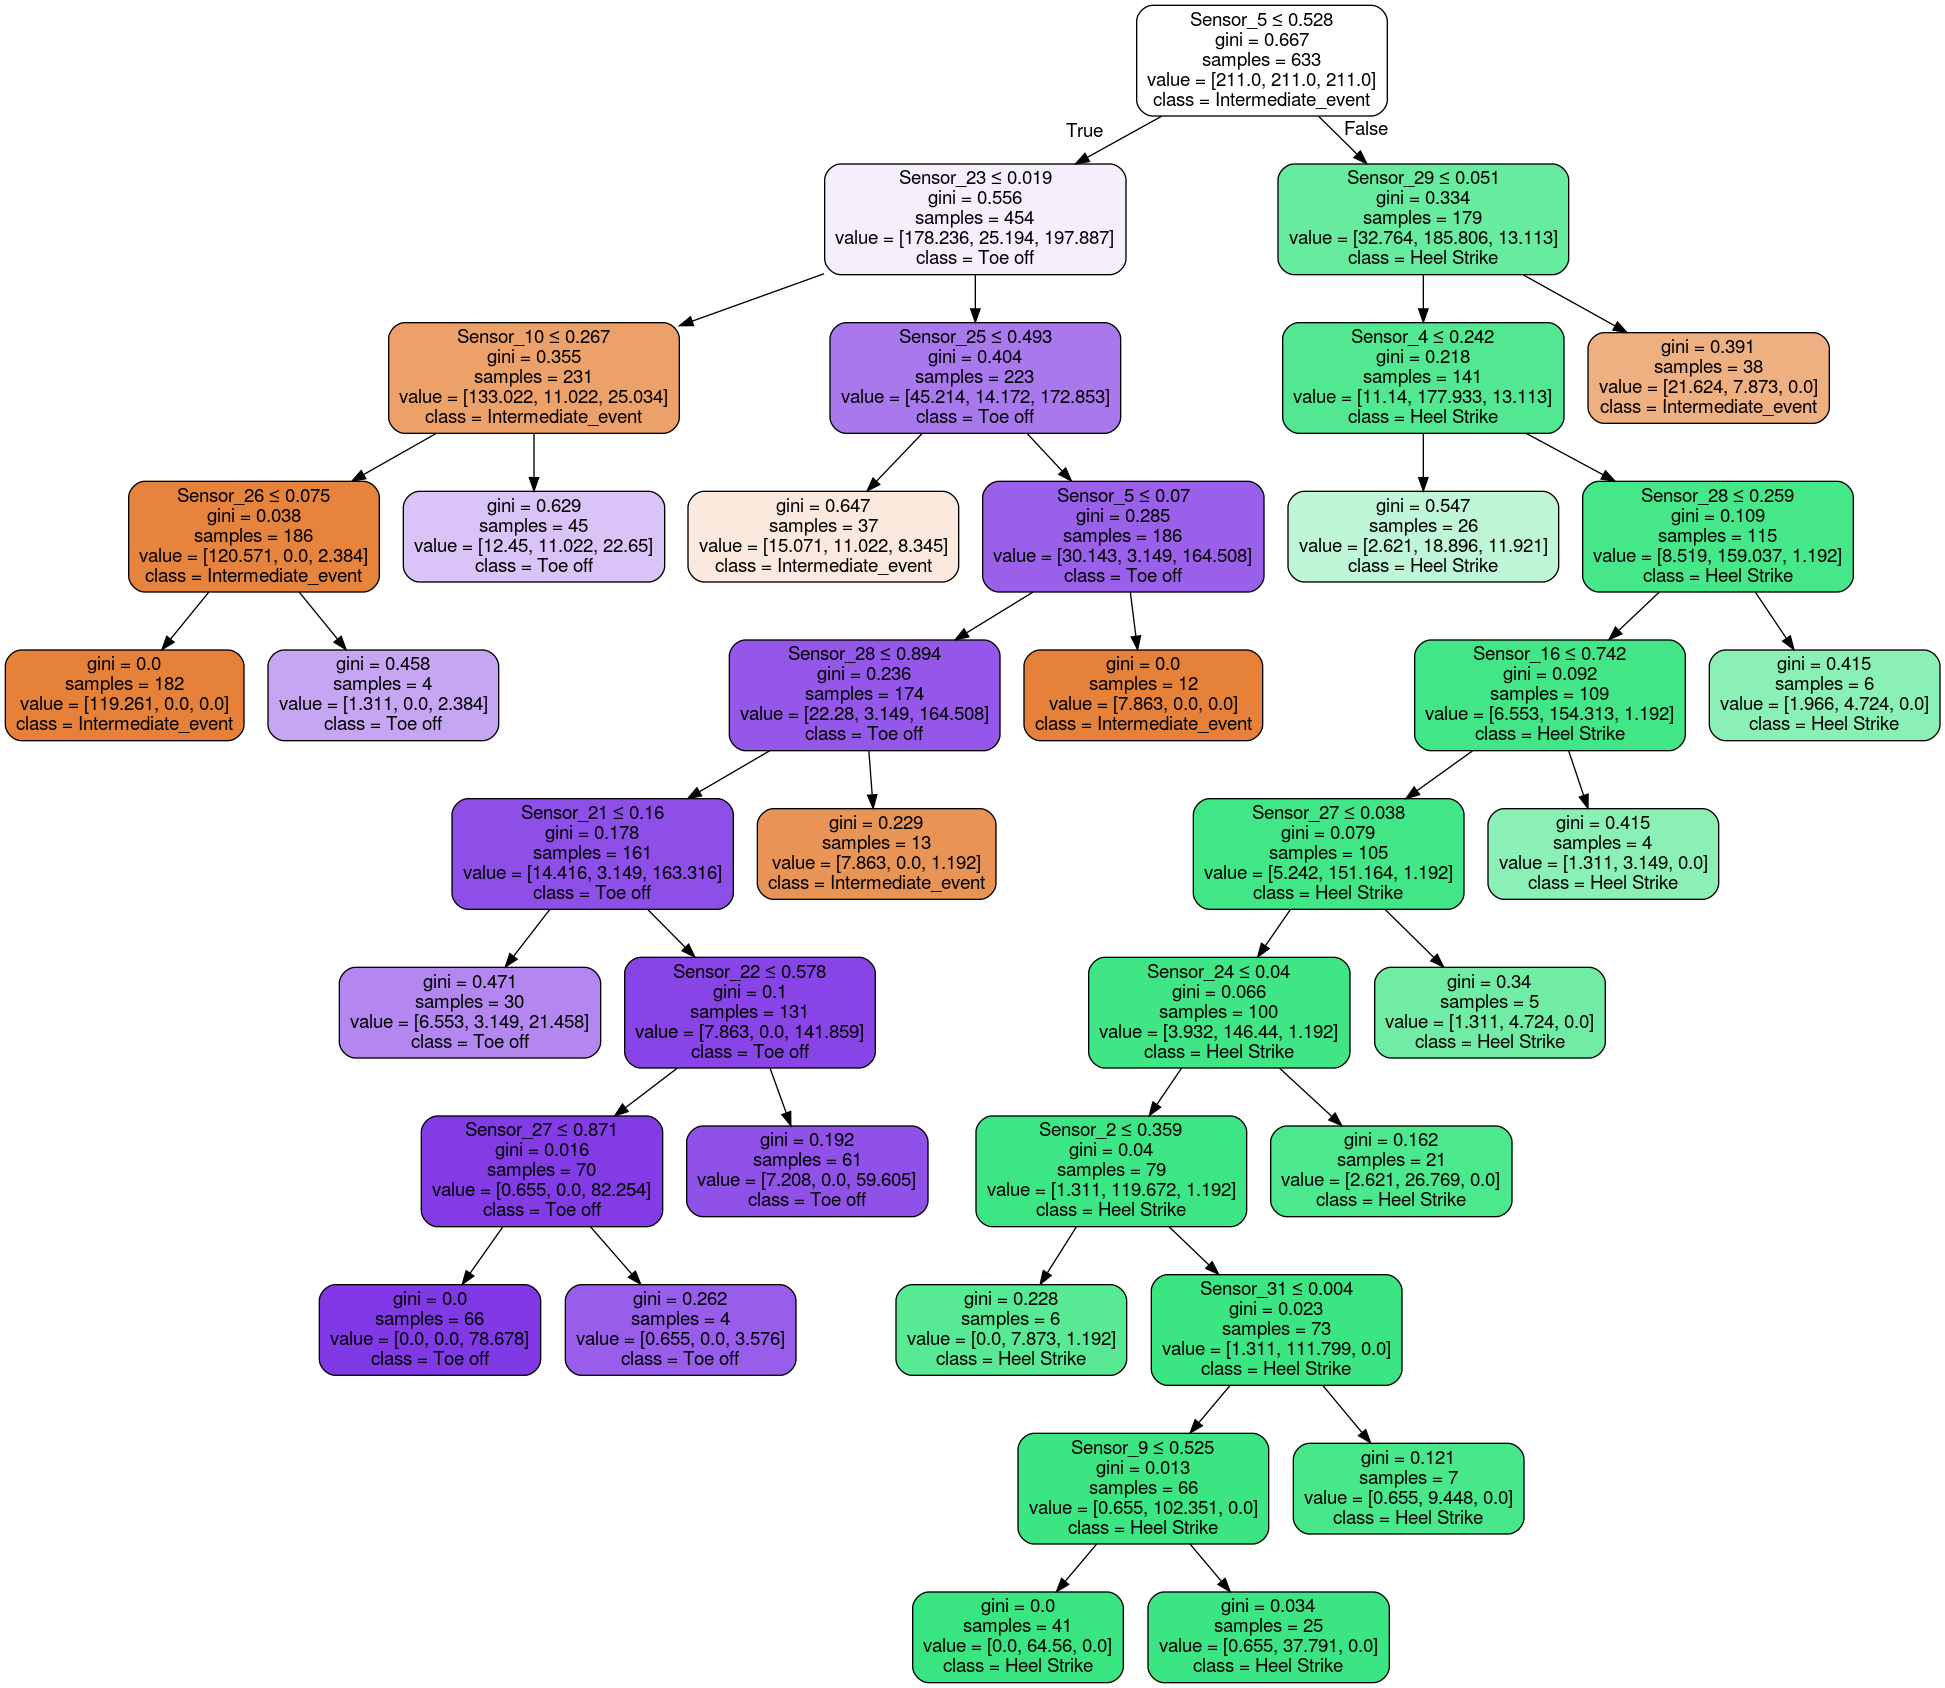 Sensor_5 ≤ 0.528
gini = 0.667
samples = 633
value = [211.0, 211.0, 211.0]
class = Intermediate_event
True
False
Sensor_23 ≤ 0.019
gini = 0.556
samples = 454
value = [178.236, 25.194, 197.887]
class = Toe off
Sensor_29 ≤ 0.051
gini = 0.334
samples = 179
value = [32.764, 185.806, 13.113]
class = Heel Strike
Sensor_10 ≤ 0.267
gini = 0.355
samples = 231
value = [133.022, 11.022, 25.034]
class = Intermediate_event
Sensor_25 ≤ 0.493
gini = 0.404
samples = 223
value = [45.214, 14.172, 172.853]
class = Toe off
Sensor_4 ≤ 0.242
gini = 0.218
samples = 141
value = [11.14, 177.933, 13.113]
class = Heel Strike
gini = 0.391
samples = 38
value = [21.624, 7.873, 0.0]
class = Intermediate_event
Sensor_26 ≤ 0.075
gini = 0.038
samples = 186
value = [120.571, 0.0, 2.384]
class = Intermediate_event
gini = 0.629
samples = 45
value = [12.45, 11.022, 22.65]
class = Toe off
gini = 0.647
samples = 37
value = [15.071, 11.022, 8.345]
class = Intermediate_event
Sensor_5 ≤ 0.07
gini = 0.285
samples = 186
value = [30.143, 3.149, 164.508]
class = Toe off
gini = 0.547
samples = 26
value = [2.621, 18.896, 11.921]
class = Heel Strike
Sensor_28 ≤ 0.259
gini = 0.109
samples = 115
value = [8.519, 159.037, 1.192]
class = Heel Strike
gini = 0.0
samples = 182
value = [119.261, 0.0, 0.0]
class = Intermediate_event
gini = 0.458
samples = 4
value = [1.311, 0.0, 2.384]
class = Toe off
Sensor_28 ≤ 0.894
gini = 0.236
samples = 174
value = [22.28, 3.149, 164.508]
class = Toe off
gini = 0.0
samples = 12
value = [7.863, 0.0, 0.0]
class = Intermediate_event
Sensor_16 ≤ 0.742
gini = 0.092
samples = 109
value = [6.553, 154.313, 1.192]
class = Heel Strike
gini = 0.415
samples = 6
value = [1.966, 4.724, 0.0]
class = Heel Strike
Sensor_21 ≤ 0.16
gini = 0.178
samples = 161
value = [14.416, 3.149, 163.316]
class = Toe off
gini = 0.229
samples = 13
value = [7.863, 0.0, 1.192]
class = Intermediate_event
Sensor_27 ≤ 0.038
gini = 0.079
samples = 105
value = [5.242, 151.164, 1.192]
class = Heel Strike
gini = 0.415
samples = 4
value = [1.311, 3.149, 0.0]
class = Heel Strike
gini = 0.471
samples = 30
value = [6.553, 3.149, 21.458]
class = Toe off
Sensor_22 ≤ 0.578
gini = 0.1
samples = 131
value = [7.863, 0.0, 141.859]
class = Toe off
Sensor_24 ≤ 0.04
gini = 0.066
samples = 100
value = [3.932, 146.44, 1.192]
class = Heel Strike
gini = 0.34
samples = 5
value = [1.311, 4.724, 0.0]
class = Heel Strike
Sensor_27 ≤ 0.871
gini = 0.016
samples = 70
value = [0.655, 0.0, 82.254]
class = Toe off
gini = 0.192
samples = 61
value = [7.208, 0.0, 59.605]
class = Toe off
Sensor_2 ≤ 0.359
gini = 0.04
samples = 79
value = [1.311, 119.672, 1.192]
class = Heel Strike
gini = 0.162
samples = 21
value = [2.621, 26.769, 0.0]
class = Heel Strike
gini = 0.0
samples = 66
value = [0.0, 0.0, 78.678]
class = Toe off
gini = 0.262
samples = 4
value = [0.655, 0.0, 3.576]
class = Toe off
gini = 0.228
samples = 6
value = [0.0, 7.873, 1.192]
class = Heel Strike
Sensor_31 ≤ 0.004
gini = 0.023
samples = 73
value = [1.311, 111.799, 0.0]
class = Heel Strike
Sensor_9 ≤ 0.525
gini = 0.013
samples = 66
value = [0.655, 102.351, 0.0]
class = Heel Strike
gini = 0.121
samples = 7
value = [0.655, 9.448, 0.0]
class = Heel Strike
gini = 0.0
samples = 41
value = [0.0, 64.56, 0.0]
class = Heel Strike
gini = 0.034
samples = 25
value = [0.655, 37.791, 0.0]
class = Heel Strike